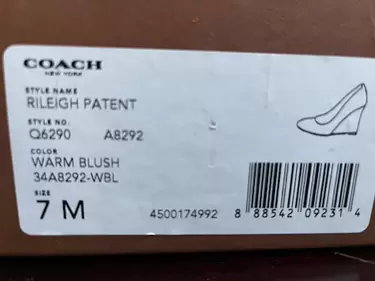 COACH
NEW YORK
STYLE NAME
RILEIGH PATENT
STYLE NO.
Q6290 A8292
COLOR
WARM BLUSH
34A8292-WBL
SIZE
7 M
4500174992
8 88542 09231 4